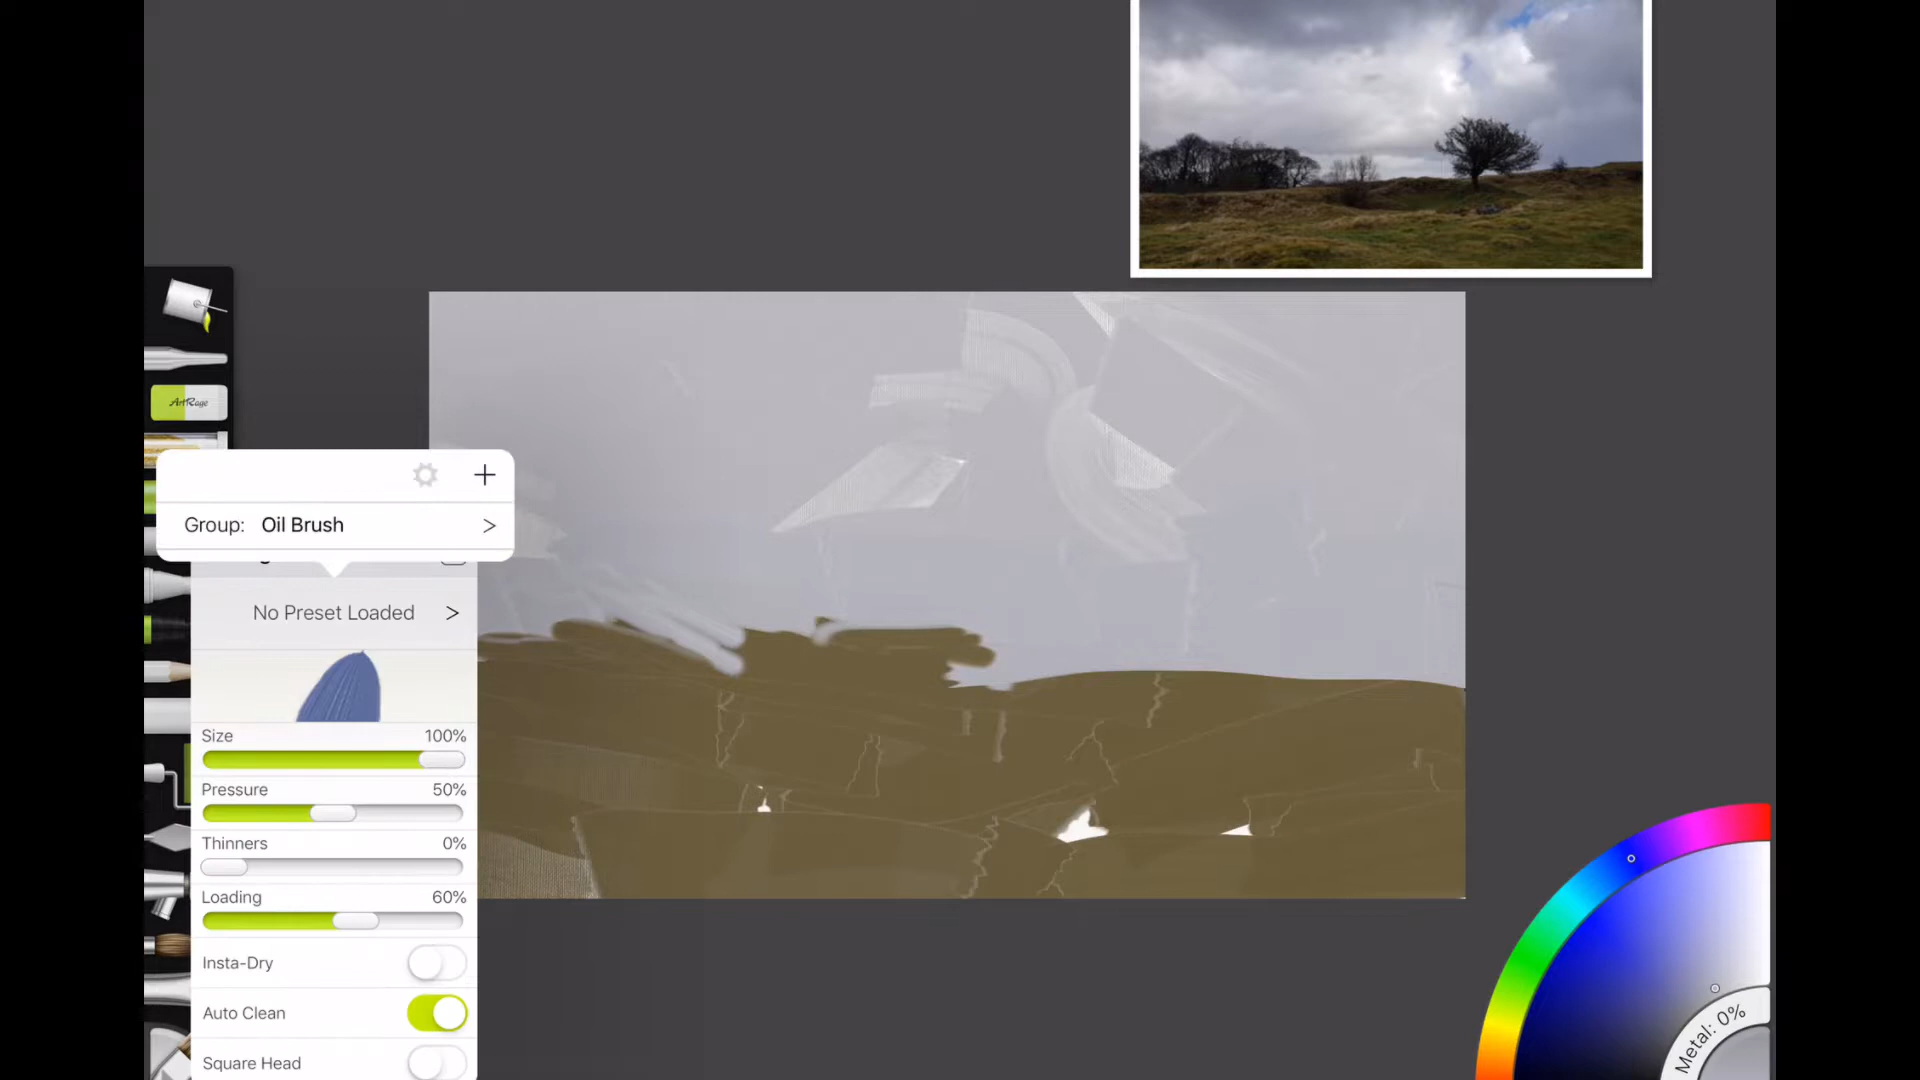 ArtRage
Group: Oil Brush >
No Preset Loaded >
Size 100%
Pressure 50%
Thinners 0%
Loading 60%
Insta-Dry
Auto Clean
Square Head
Metal: 0%